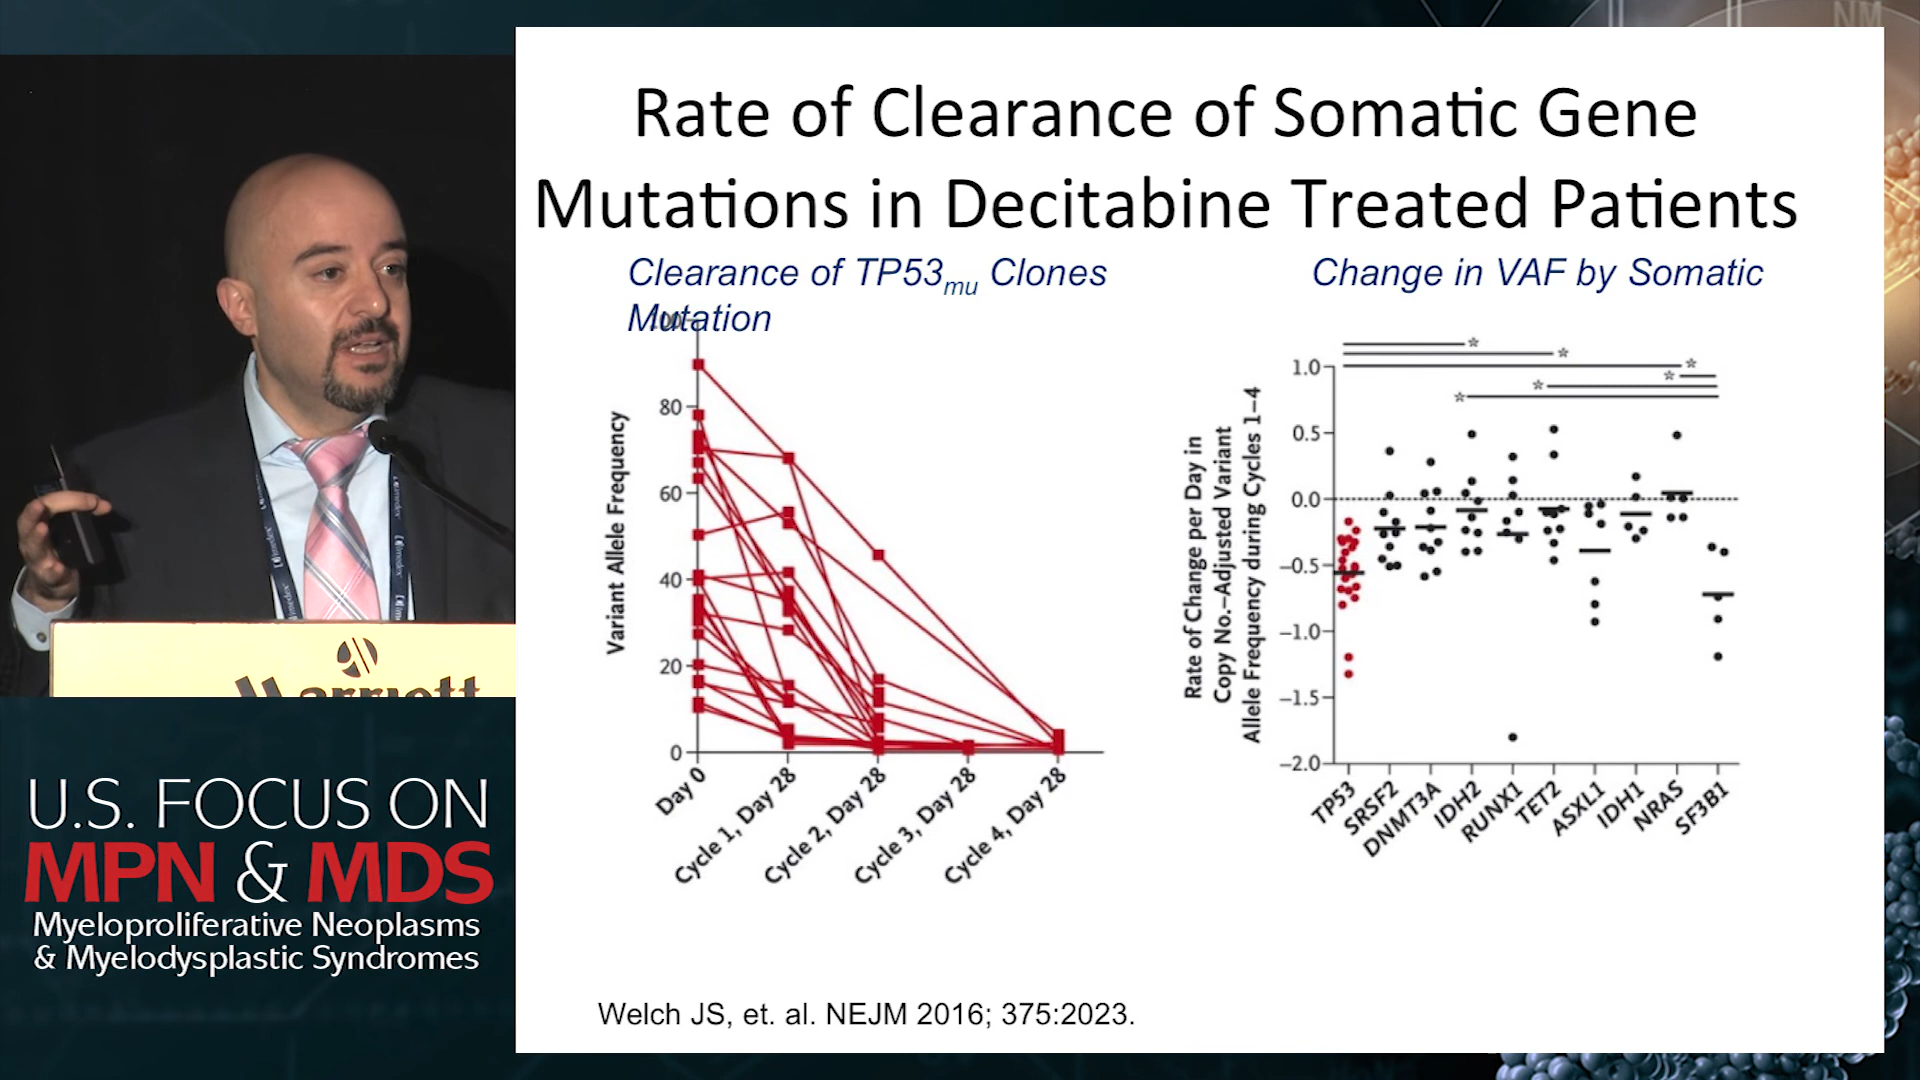 Rate of Clearance of Somatic Gene
Mutations in Decitabine Treated Patients
Clearance of TP53mu Clones
Mutation
Change in VAF by Somatic
Variant Allele Frequency
100
80
60
40
20
0
Day 0
Cycle 1, Day 28
Cycle 2, Day 28
Cycle 3, Day 28
Cycle 4, Day 28
Rate of Change per Day in
Copy No.–Adjusted Variant
Allele Frequency during Cycles 1–4
* 
*
*
*
*
*
1.0
0.5
0.0
−0.5
−1.0
−1.5
−2.0
TP53
SRSF2
DNMT3A
IDH2
RUNX1
TET2
ASXL1
IDH1
NRAS
SF3B1
Welch JS, et. al. NEJM 2016; 375:2023.
imedex
imedex
Marriott
U.S. FOCUS ON
MPN & MDS
Myeloproliferative Neoplasms
& Myelodysplastic Syndromes
NM